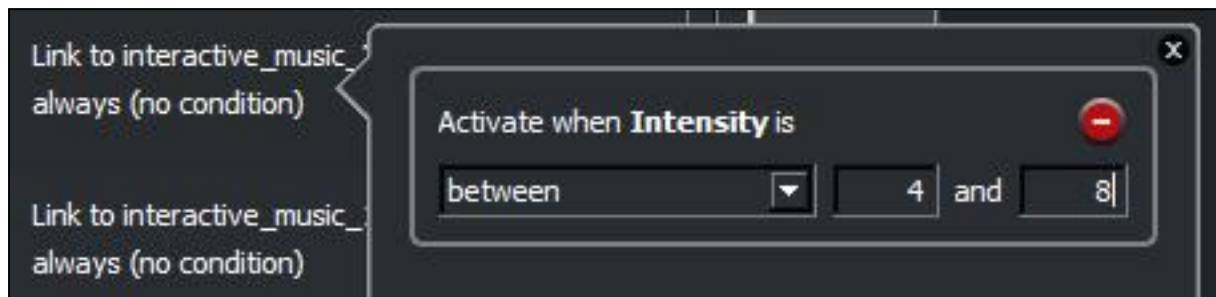 Link to interactive_music_
always (no condition)
Activate when Intensity is
between 4 and 8
Link to interactive_music_
always (no condition)